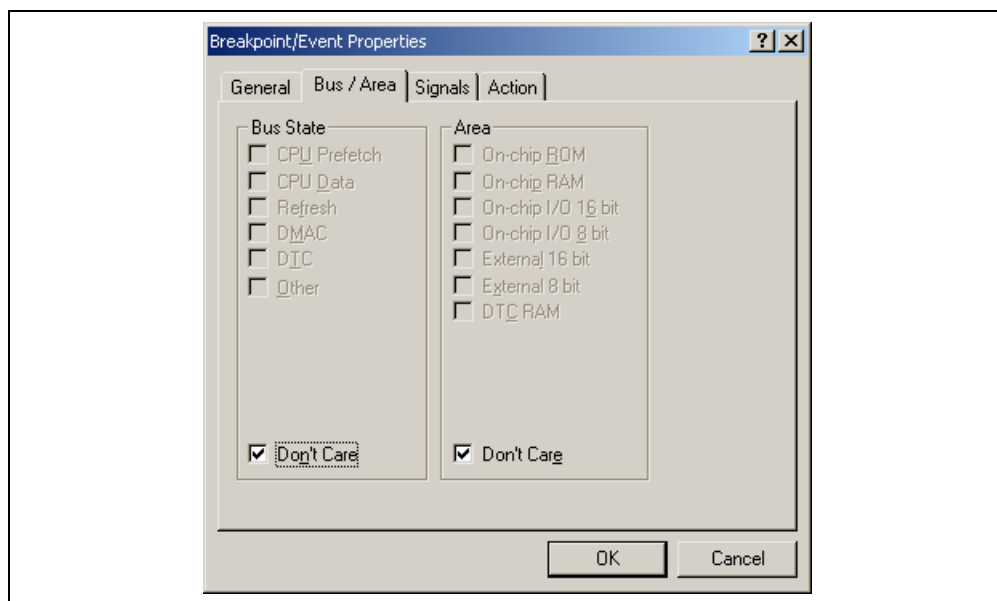 Breakpoint/Event Properties
General Bus / Area Signals Action
Bus State
CPU Prefetch
CPU Data
Refresh
DMAC
DTC
Other
Don't Care
Area
On-chip ROM
On-chip RAM
On-chip I/O 16 bit
On-chip I/O 8 bit
External 16 bit
External 8 bit
DTC RAM
Don't Care
OK Cancel